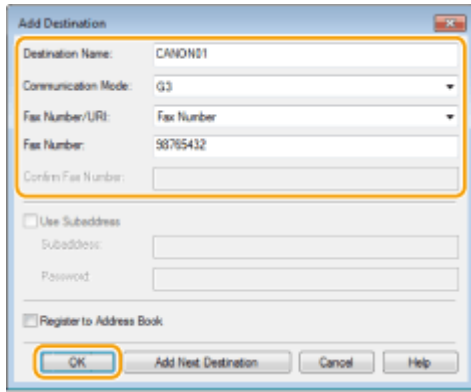 Add Destination
Destination Name: CANON01
Communication Mode: G3
Fax Number/URI: Fax Number
Fax Number: 98765432
Confirm Fax Number:
Use Subaddress
Subaddress:
Password:
Register to Address Book
OK Add Next Destination Cancel Help